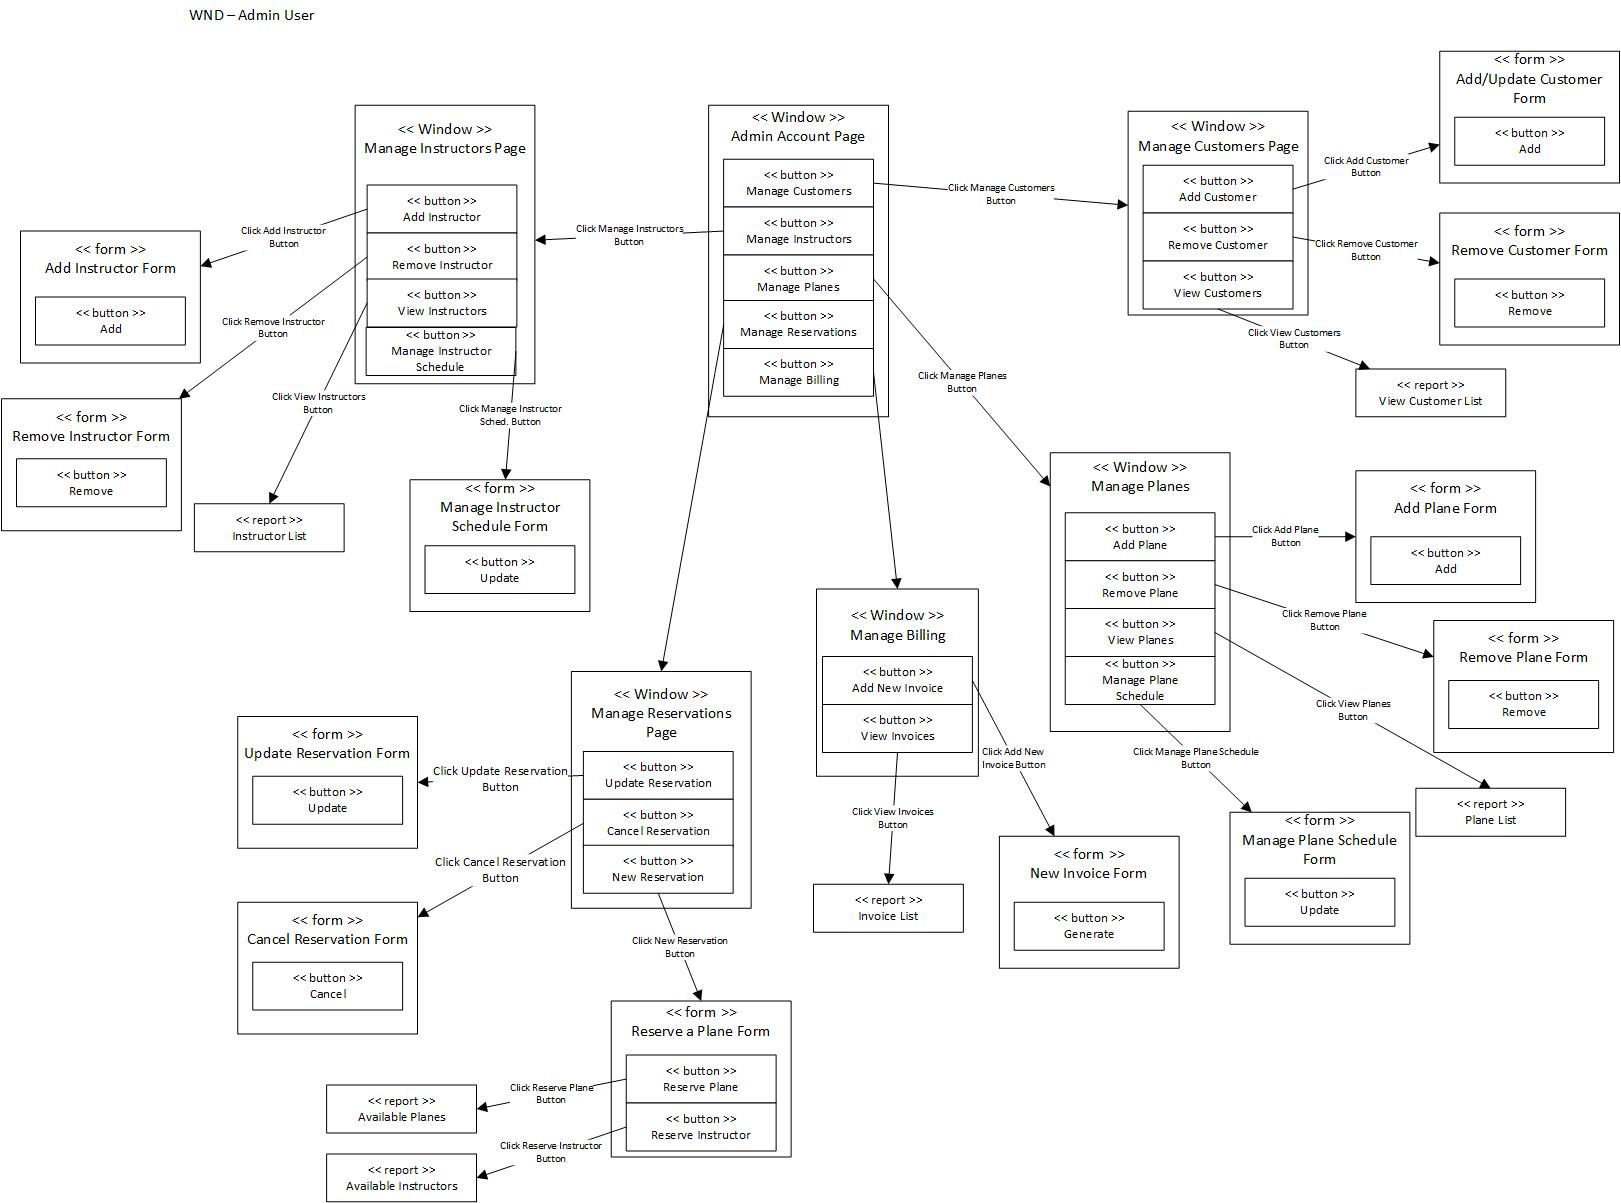 WND – Admin User
<< Window >>
Manage Instructors Page
<< button >>
Add Instructor
<< button >>
Remove Instructor
<< button >>
View Instructors
<< button >>
Manage Instructor
Schedule
Click Add Instructor
Button
<< form >>
Add Instructor Form
<< button >>
Add
Click Remove Instructor
Button
<< form >>
Remove Instructor Form
<< button >>
Remove
Click View Instructors
Button
<< report >>
Instructor List
Click Manage Instructor
Sched. Button
<< form >>
Manage Instructor
Schedule Form
<< button >>
Update
Click Manage Instructors
Button
<< Window >>
Admin Account Page
<< button >>
Manage Customers
<< button >>
Manage Instructors
<< button >>
Manage Planes
<< button >>
Manage Reservations
<< button >>
Manage Billing
Click Manage Customers
Button
<< Window >>
Manage Customers Page
<< button >>
Add Customer
<< button >>
Remove Customer
<< button >>
View Customers
Click Add Customer
Button
<< form >>
Add/Update Customer
Form
<< button >>
Add
Click Remove Customer
Button
<< form >>
Remove Customer Form
<< button >>
Remove
Click View Customers
Button
<< report >>
View Customer List
Click Manage Planes
Button
<< Window >>
Manage Planes
<< button >>
Add Plane
<< button >>
Remove Plane
<< button >>
View Planes
<< button >>
Manage Plane
Schedule
Click Add Plane
Button
<< form >>
Add Plane Form
<< button >>
Add
Click Remove Plane
Button
<< form >>
Remove Plane Form
<< button >>
Remove
Click View Planes
Button
<< report >>
Plane List
Click Manage Plane Schedule
Button
<< form >>
Manage Plane Schedule
Form
<< button >>
Update
<< Window >>
Manage Billing
<< button >>
Add New Invoice
<< button >>
View Invoices
Click Add New
Invoice Button
<< form >>
New Invoice Form
<< button >>
Generate
Click View Invoices
Button
<< report >>
Invoice List
<< Window >>
Manage Reservations
Page
<< button >>
Update Reservation
<< button >>
Cancel Reservation
<< button >>
New Reservation
Click Update Reservation
Button
<< form >>
Update Reservation Form
<< button >>
Update
Click Cancel Reservation
Button
<< form >>
Cancel Reservation Form
<< button >>
Cancel
Click New Reservation
Button
<< form >>
Reserve a Plane Form
<< button >>
Reserve Plane
<< button >>
Reserve Instructor
Click Reserve Plane
Button
<< report >>
Available Planes
Click Reserve Instructor
Button
<< report >>
Available Instructors